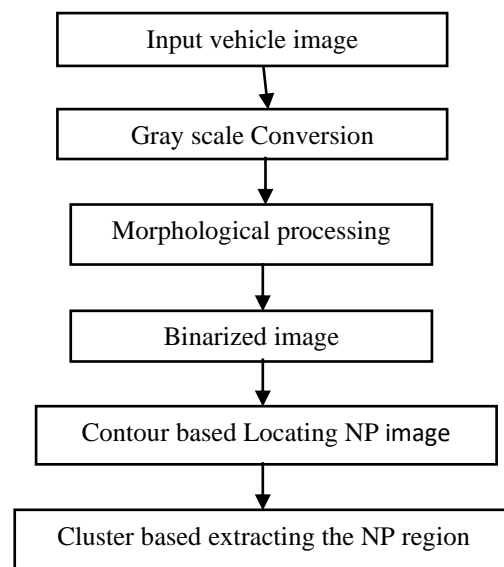 Input vehicle image
Gray scale Conversion
Morphological processing
Binarized image
Contour based Locating NP image
Cluster based extracting the NP region